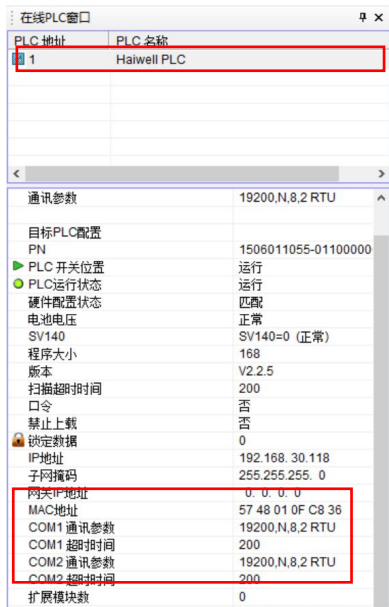 在线PLC窗口
PLC 地址 PLC 名称
1 Haiwell PLC
通讯参数 19200,N,8,2 RTU
目标PLC配置
PN 1506011055-01100000
PLC 开关位置 运行
PLC运行状态 运行
硬件配置状态 匹配
电池电压 正常
SV140 SV140=0 (正常)
程序大小 168
版本 V2.2.5
扫描超时时间 200
口令 否
禁止上载 否
锁定数据 0
IP地址 192.168. 30.118
子网掩码 255.255.255. 0
网关IP地址 0. 0. 0. 0
MAC地址 57 48 01 0F C8 36
COM1 通讯参数 19200,N,8,2 RTU
COM1 超时时间 200
COM2 通讯参数 19200,N,8,2 RTU
COM2 超时时间 200
扩展模块数 0